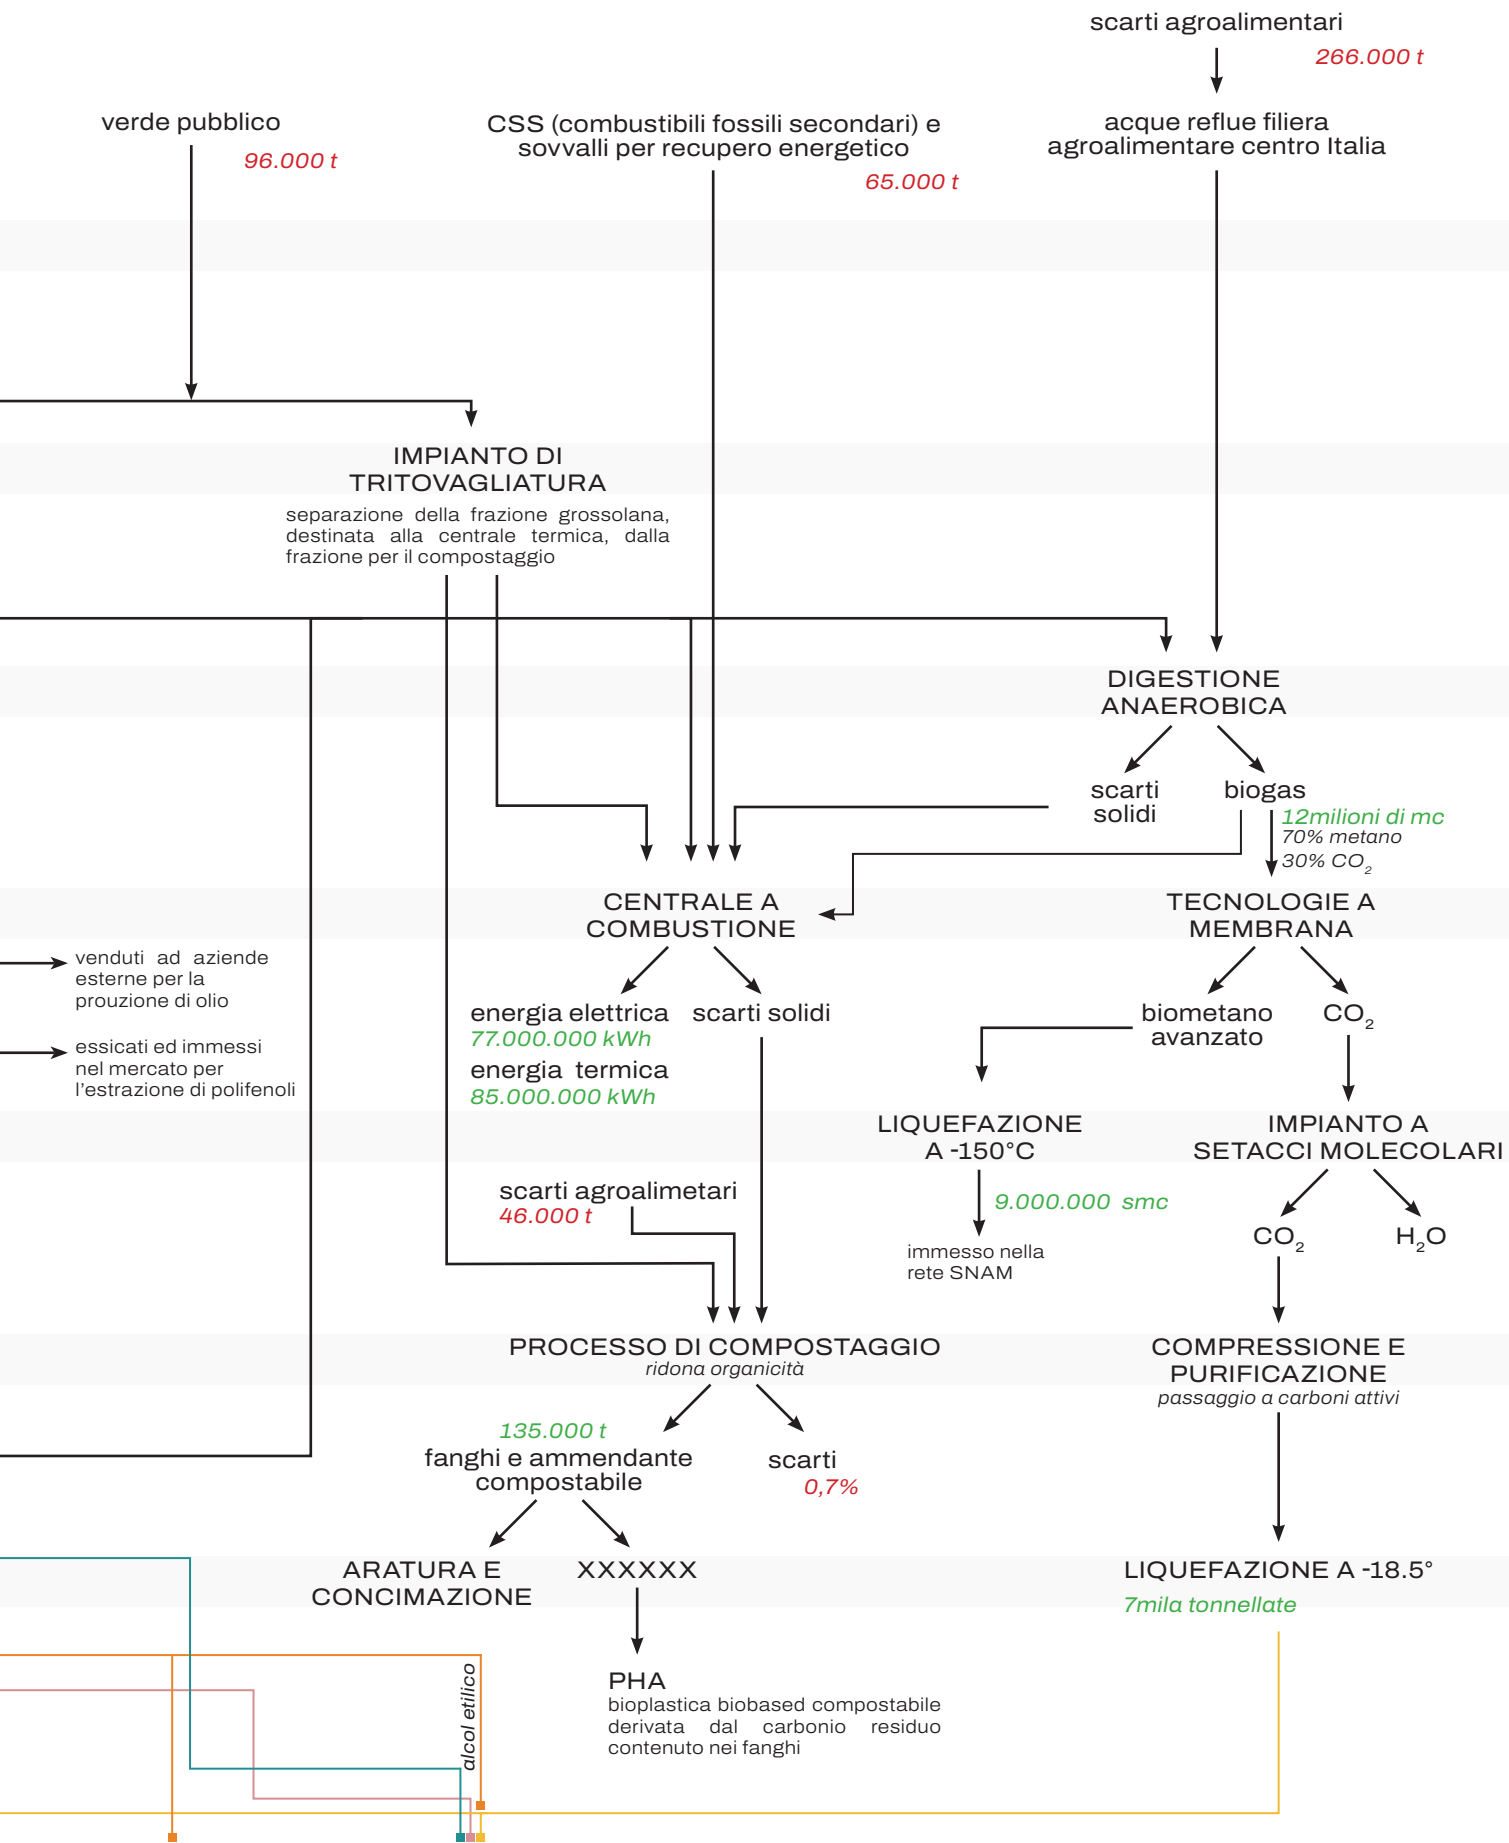 scarti agroalimentari
266.000 t
verde pubblico
96.000 t
CSS (combustibili fossili secondari) e
sovvalli per recupero energetico
65.000 t
acque reflue filiera
agroalimentare centro Italia
IMPIANTO DI
TRITOVAGLIATURA
separazione della frazione grossolana,
destinata alla centrale termica, dalla
frazione per il compostaggio
DIGESTIONE
ANAEROBICA
scarti
solidi
biogas
12milioni di mc
70% metano
30% CO₂
CENTRALE A
COMBUSTIONE
TECNOLOGIE A
MEMBRANA
venduti ad aziende
esterne per la
prouzione di olio
essicati ed immessi
nel mercato per
l'estrazione di polifenoli
energia elettrica
77.000.000 kWh
energia termica
85.000.000 kWh
scarti solidi
biometano
avanzato
CO₂
LIQUEFAZIONE
A -150°C
IMPIANTO A
SETACCI MOLECOLARI
scarti agroalimetari
46.000 t
9.000.000 smc
immesso nella
rete SNAM
CO₂
H₂O
PROCESSO DI COMPOSTAGGIO
ridona organicità
COMPRESSIONE E
PURIFICAZIONE
passaggio a carboni attivi
135.000 t
fanghi e ammendante
compostabile
scarti
0,7%
ARATURA E
CONCIMAZIONE
XXXXXX
LIQUEFAZIONE A -18.5°
7mila tonnellate
alcol etilico
PHA
bioplastica biobased compostabile
derivata dal carbonio residuo
contenuto nei fanghi